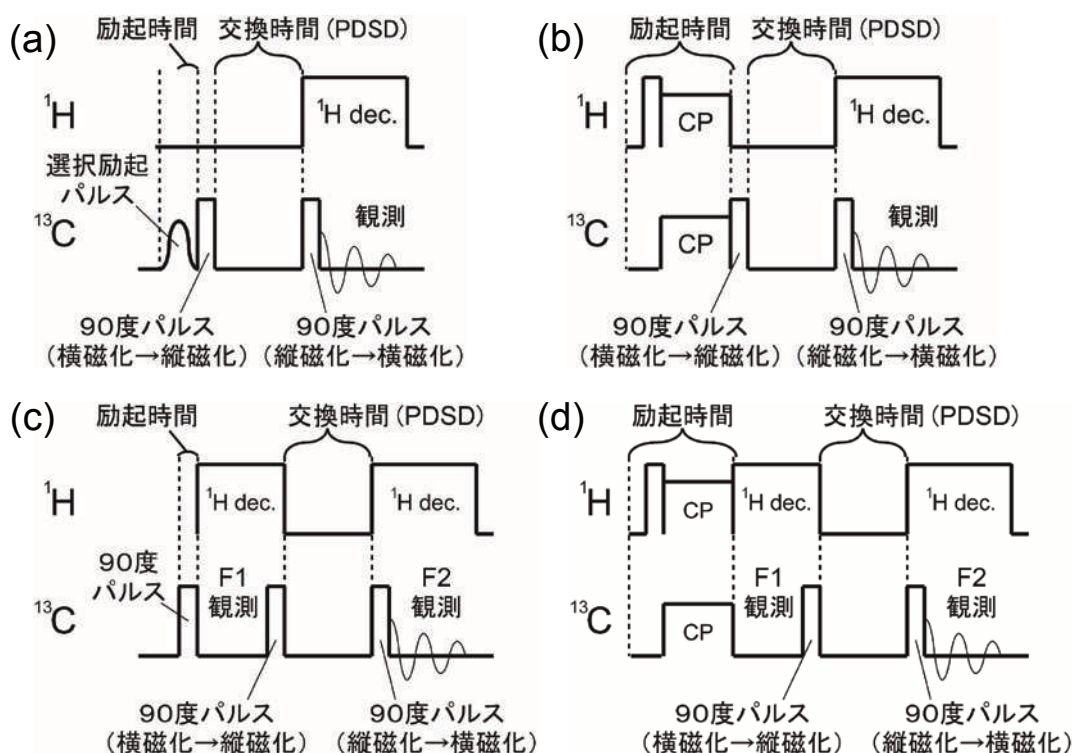 (a)
励起時間
交換時間(PDSD)
¹H
¹H dec.
選択励起
パルス
¹³C
観測
90度パルス
(横磁化→縦磁化)
90度パルス
(縦磁化→横磁化)
(b)
励起時間
交換時間(PDSD)
¹H
CP
¹H dec.
¹³C
CP
観測
90度パルス
(横磁化→縦磁化)
90度パルス
(縦磁化→横磁化)
(c)
励起時間
交換時間(PDSD)
¹H
¹H dec.
¹H dec.
90度
パルス
F1
観測
F2
観測
¹³C
90度パルス
(横磁化→縦磁化)
90度パルス
(縦磁化→横磁化)
(d)
励起時間
交換時間(PDSD)
¹H
CP
¹H dec.
¹H dec.
F1
観測
F2
観測
¹³C
CP
90度パルス
(横磁化→縦磁化)
90度パルス
(縦磁化→横磁化)